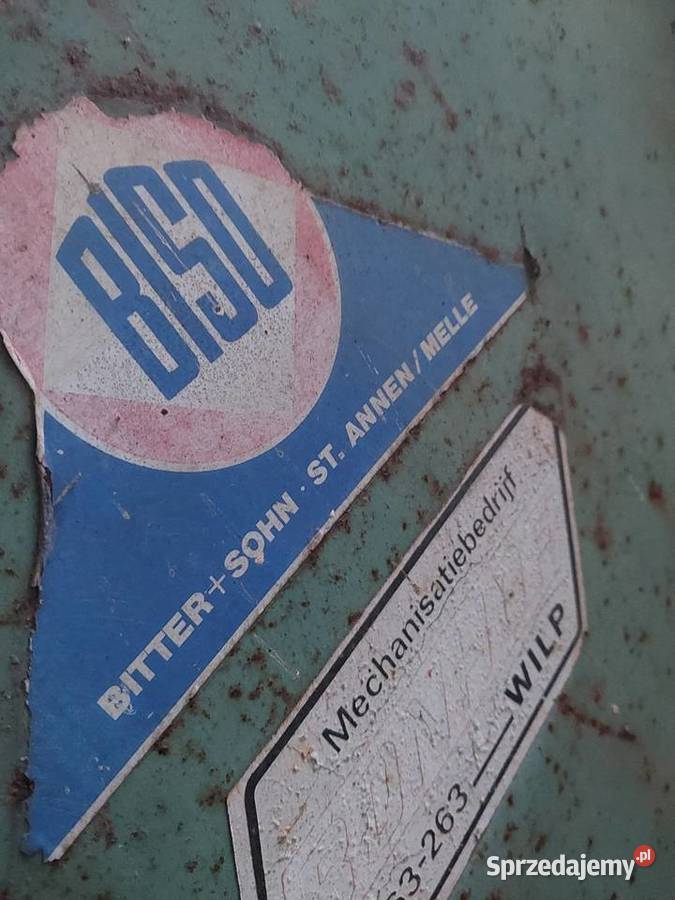 BISO
BITTER+SOHN · ST. ANNEN/MELLE
Mechanisatiebedrijf
63-263 — WILP
Sprzedajemy.pl